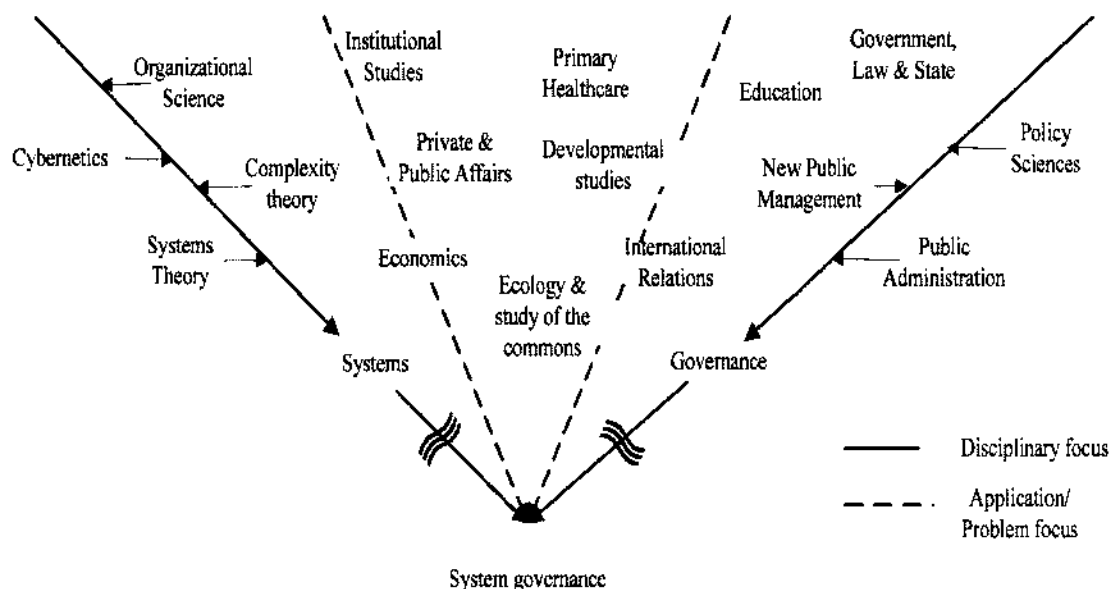 Institutional
Studies
Government,
Law & State
Primary
Healthcare
Organizational
Science
Education
Cybernetics
Private &
Public Affairs
Developmental
studies
Policy
Sciences
Complexity
theory
New Public
Management
Systems
Theory
Economics
International
Relations
Public
Administration
Ecology &
study of the
commons
Systems
Governance
Disciplinary focus
Application/
Problem focus
System governance